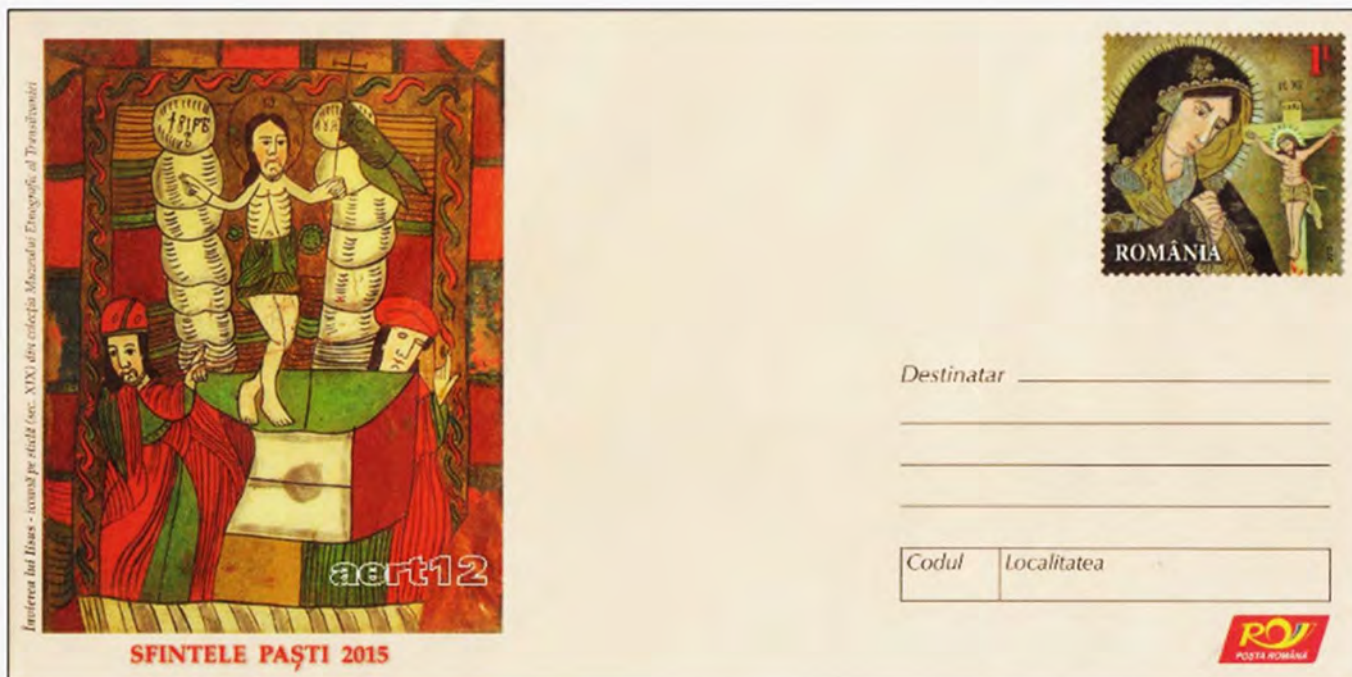 Învierea lui Iisus - icoană pe sticlă (sec. XIX) din colecția Muzeului Etnografic al Transilvaniei
aort12
SFINTELE PAȘTI 2015
1L
ROMÂNIA
Destinatar
Codul
Localitatea
POȘTA ROMÂNĂ